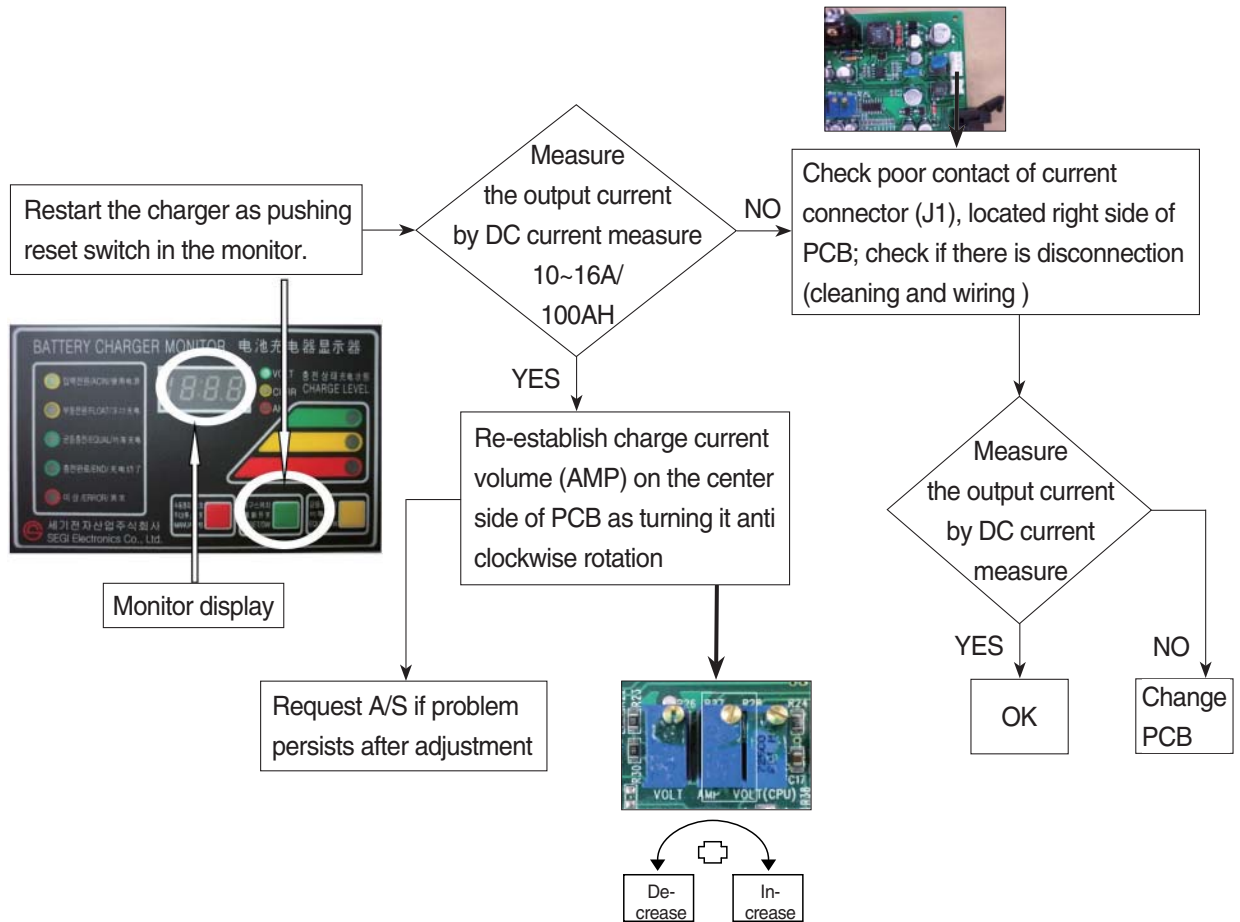 Restart the charger as pushing
reset switch in the monitor.
Measure
the output current
by DC current measure
10~16A/
100AH
NO
Check poor contact of current
connector (J1), located right side of
PCB; check if there is disconnection
(cleaning and wiring )
YES
Re-establish charge current
volume (AMP) on the center
side of PCB as turning it anti
clockwise rotation
Request A/S if problem
persists after adjustment
Measure
the output current
by DC current
measure
YES
NO
OK
Change
PCB
BATTERY CHARGER MONITOR 电池充电器显示器
VOLT
CHARGE LEVEL
세기전자산업주식회사
SEGI Electronics Co., Ltd.
Monitor display
R23
R26
R24
R30
C17
VOLT AMP VOLT(CPU)
R38
De-
crease
In-
crease